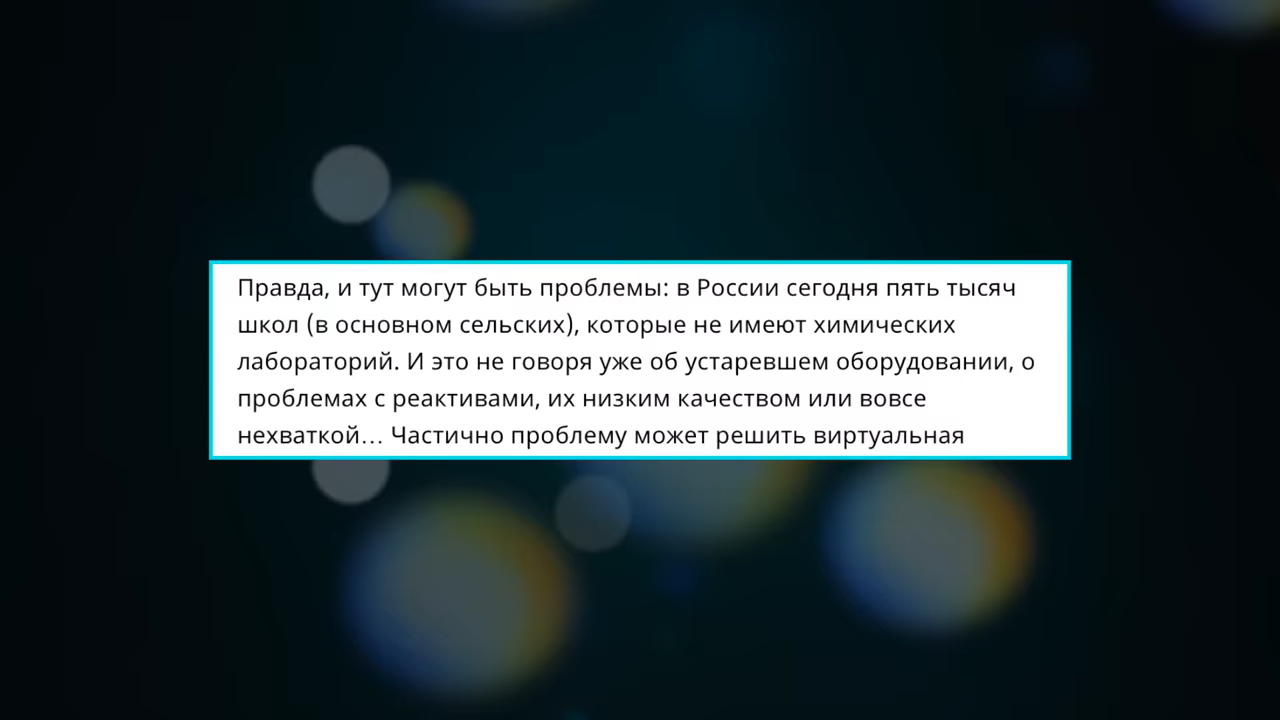 Правда, и тут могут быть проблемы: в России сегодня пять тысяч
школ (в основном сельских), которые не имеют химических
лабораторий. И это не говоря уже об устаревшем оборудовании, о
проблемах с реактивами, их низким качеством или вовсе
нехваткой… Частично проблему может решить виртуальная